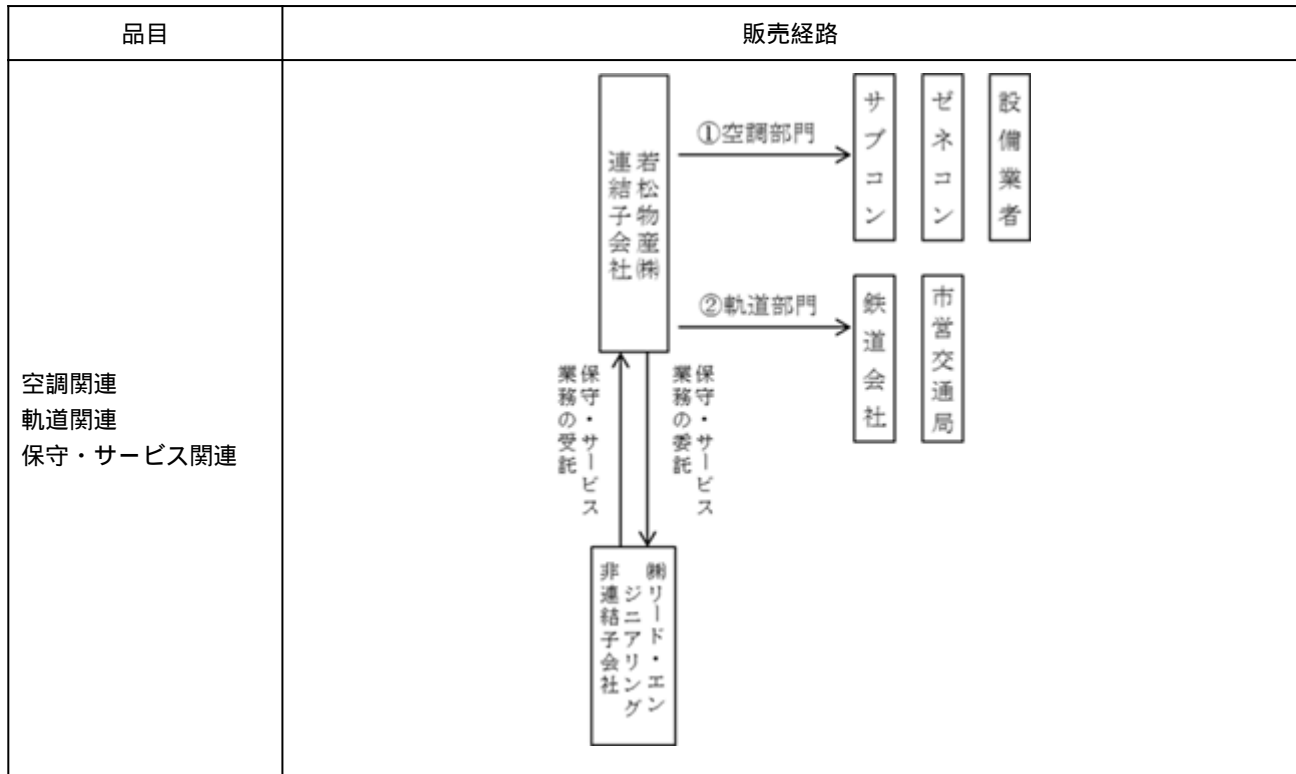 品目
販売経路
空調関連
軌道関連
保守・サービス関連
若松物産㈱
連結子会社
①空調部門
サブコン
ゼネコン
設備業者
②軌道部門
鉄道会社
市営交通局
保守・サービス
業務の受託
保守・サービス
業務の委託
㈱リード・エン
ジニアリング
非連結子会社